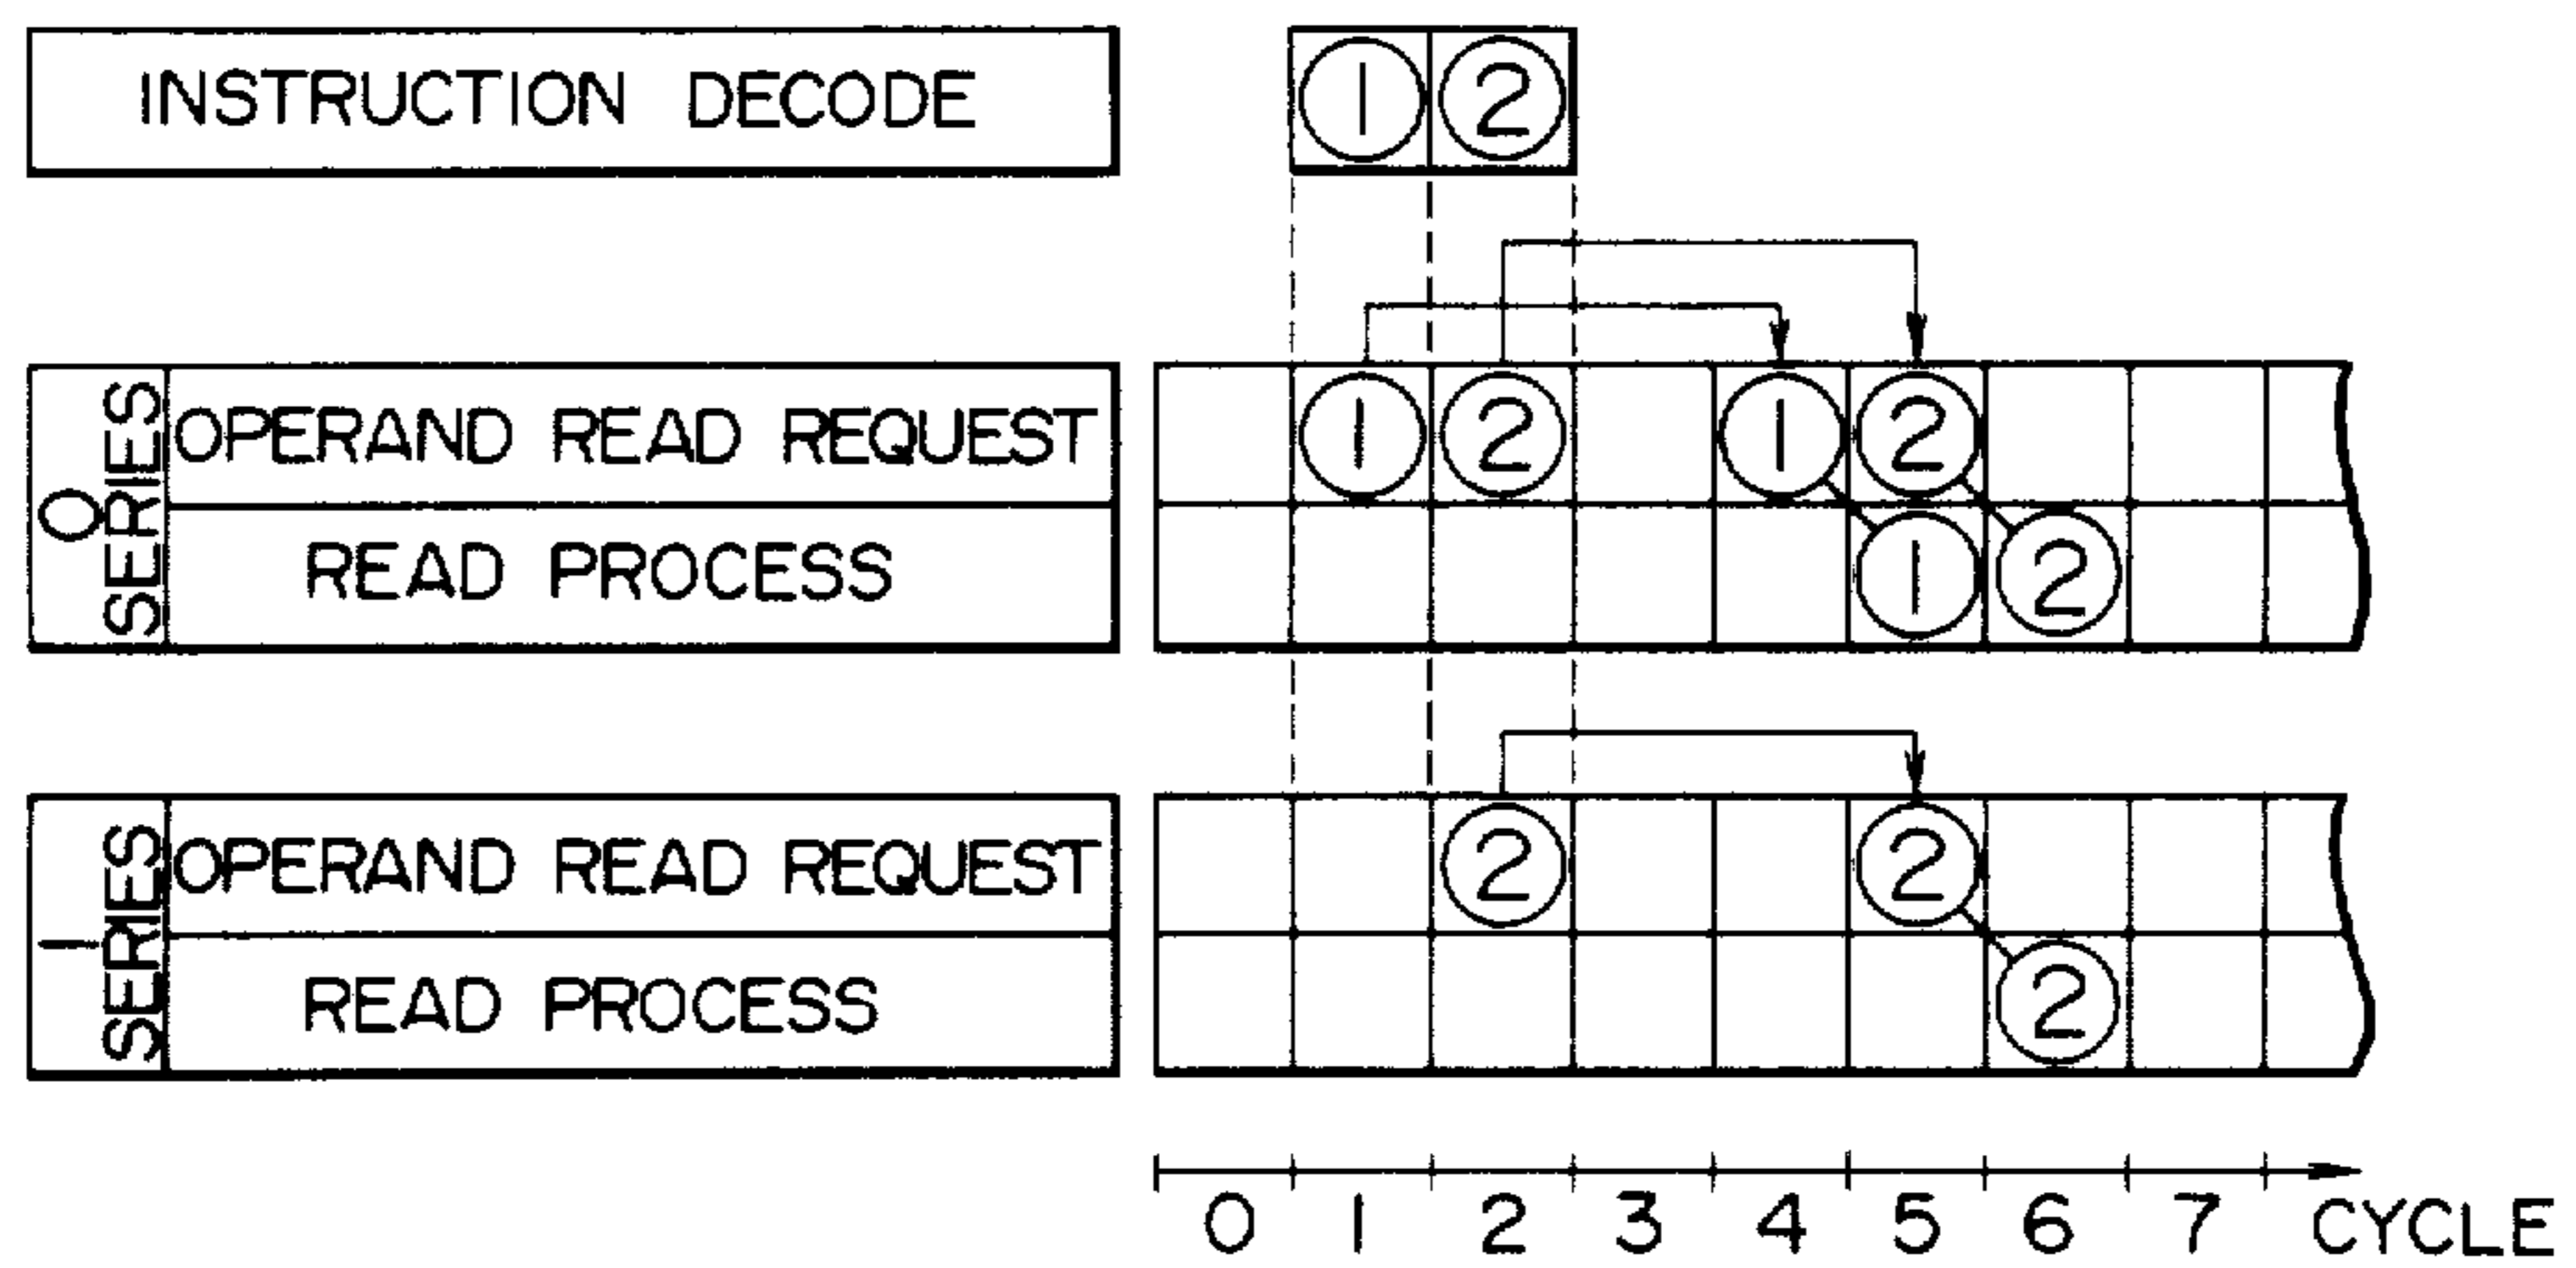 INSTRUCTION DECODE ① ②
0 SERIES
OPERAND READ REQUEST ① ② ① ②
READ PROCESS ① ②
1 SERIES
OPERAND READ REQUEST ② ②
READ PROCESS ②
0 1 2 3 4 5 6 7 CYCLE